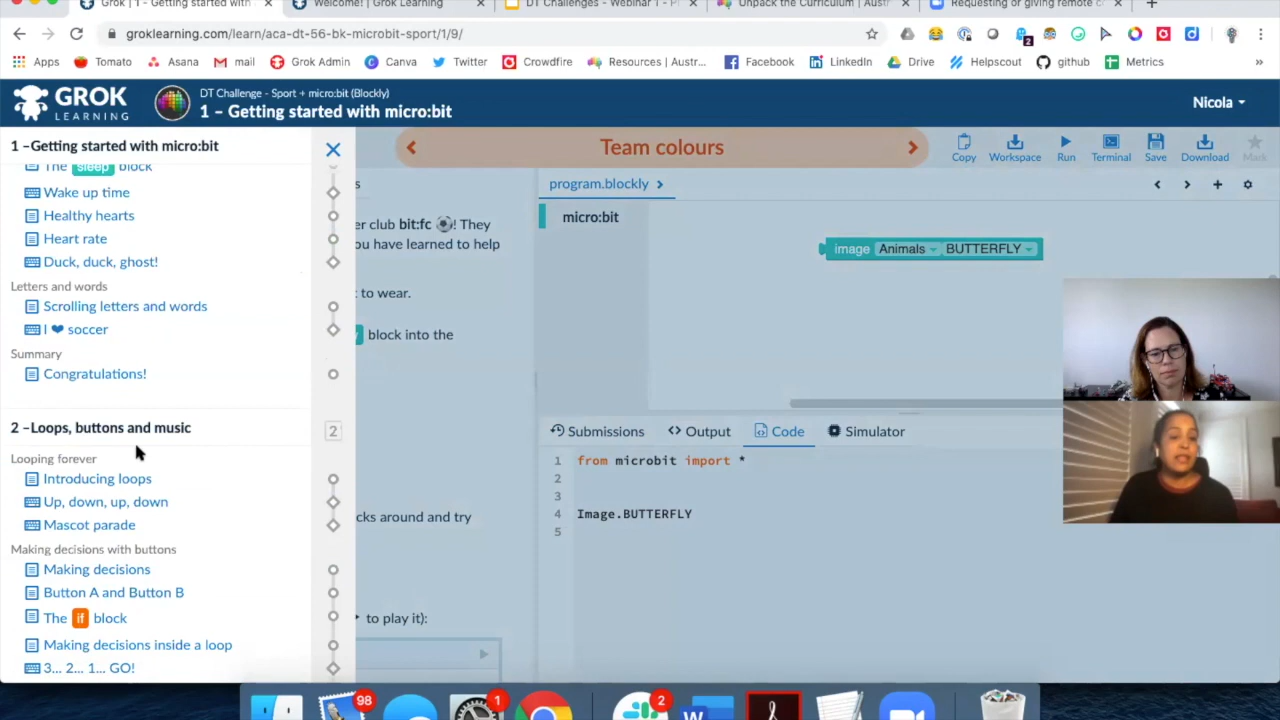 Grok | 1 - Getting started with
Welcome! | Grok Learning
DT Challenges - Webinar 1 - P
Unpack the Curriculum | Aust
Requesting or giving remote c
groklearning.com/learn/aca-dt-56-bk-microbit-sport/1/9/
2
Apps
Tomato
Asana
mail
Grok Admin
Canva
Twitter
Crowdfire
Resources | Austr...
Facebook
LinkedIn
Drive
Helpscout
github
Metrics
»
GROK
LEARNING
DT Challenge - Sport + micro:bit (Blockly)
1 – Getting started with micro:bit
Nicola
1 –Getting started with micro:bit
The sleep block
Wake up time
Healthy hearts
Heart rate
Duck, duck, ghost!
Letters and words
Scrolling letters and words
I ❤ soccer
Summary
Congratulations!
2 –Loops, buttons and music
2
Looping forever
Introducing loops
Up, down, up, down
Mascot parade
Making decisions with buttons
Making decisions
Button A and Button B
The if block
Making decisions inside a loop
3... 2... 1... GO!
Team colours
Copy
Workspace
Run
Terminal
Save
Download
Mark
s
er club bit:fc ⚽! They
ou have learned to help
t to wear.
block into the
cks around and try
to play it):
program.blockly
micro:bit
image Animals BUTTERFLY
Submissions
Output
Code
Simulator
1 from microbit import *
2
3
4 Image.BUTTERFLY
5
98
1
2
W